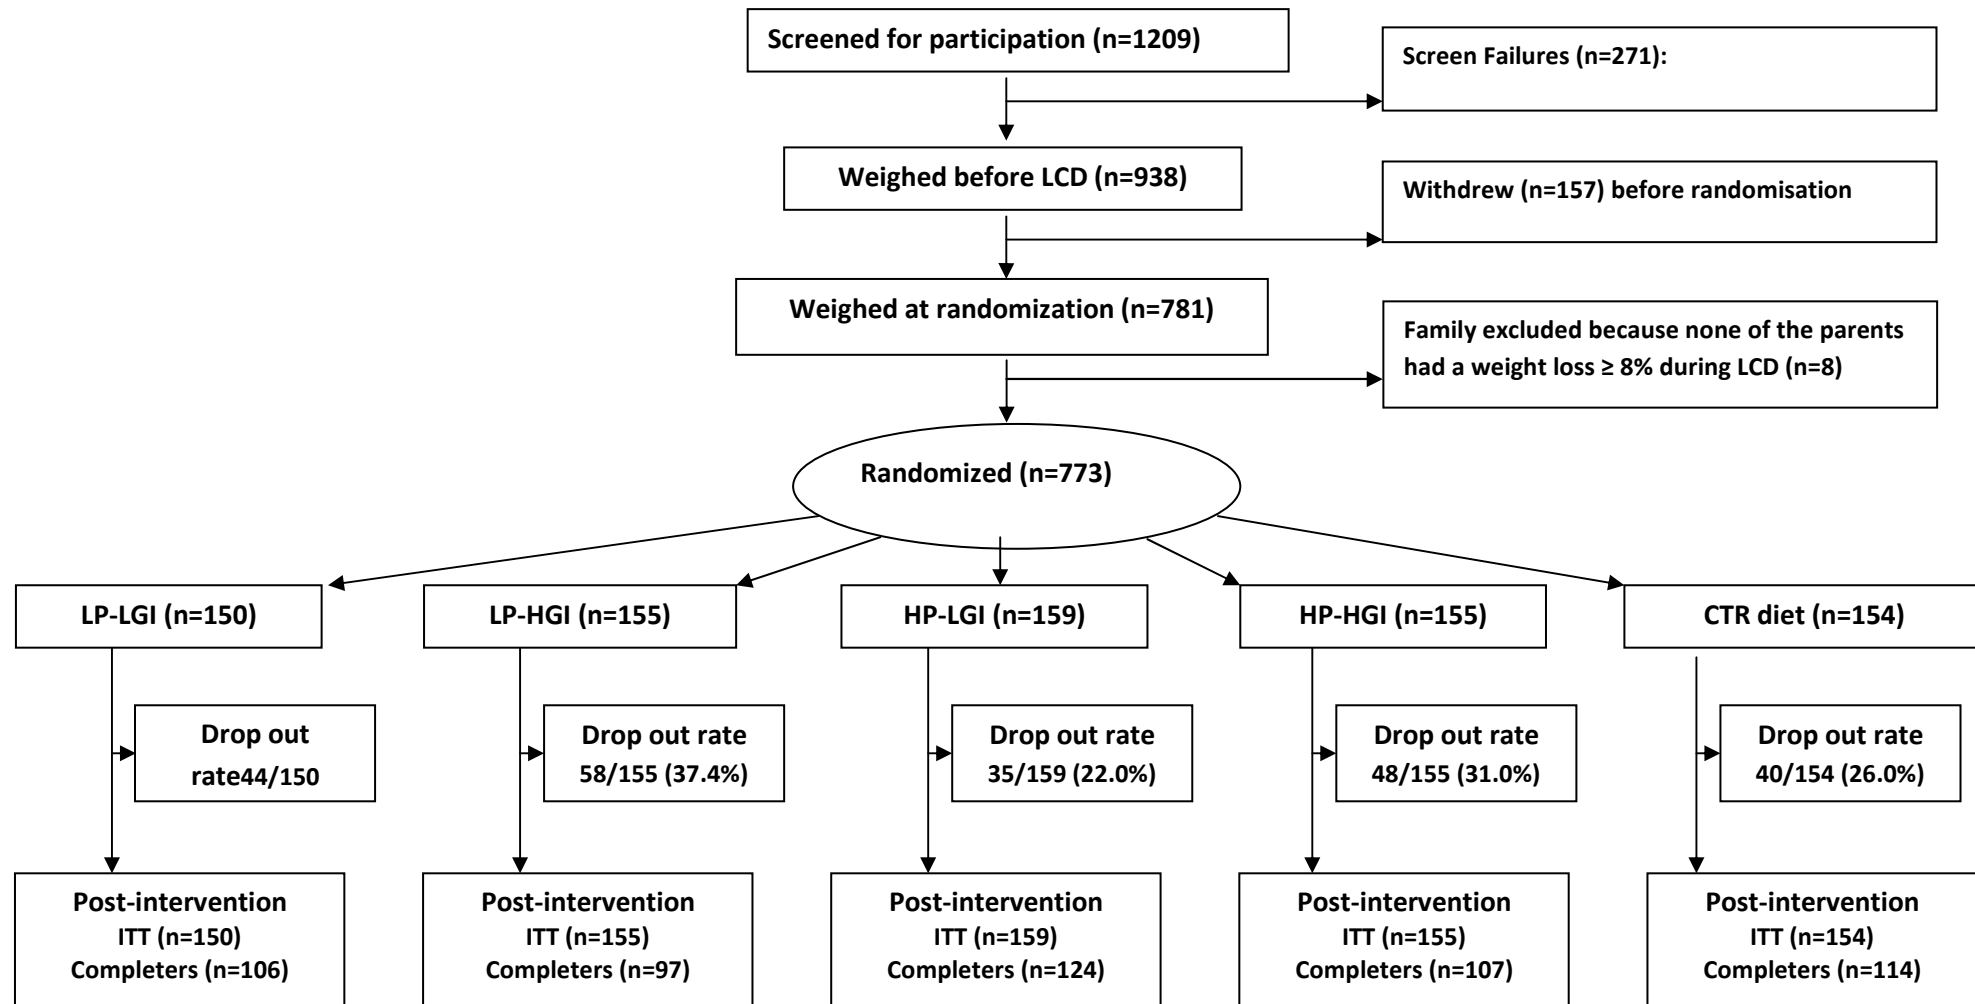 Screened for participation (n=1209)
Screen Failures (n=271):
Weighed before LCD (n=938)
Withdrew (n=157) before randomisation
Weighed at randomization (n=781)
Family excluded because none of the parents
had a weight loss ≥ 8% during LCD (n=8)
Randomized (n=773)
LP-LGI (n=150)
LP-HGI (n=155)
HP-LGI (n=159)
HP-HGI (n=155)
CTR diet (n=154)
Drop out
rate44/150
Drop out rate
58/155 (37.4%)
Drop out rate
35/159 (22.0%)
Drop out rate
48/155 (31.0%)
Drop out rate
40/154 (26.0%)
Post-intervention
ITT (n=150)
Completers (n=106)
Post-intervention
ITT (n=155)
Completers (n=97)
Post-intervention
ITT (n=159)
Completers (n=124)
Post-intervention
ITT (n=155)
Completers (n=107)
Post-intervention
ITT (n=154)
Completers (n=114)